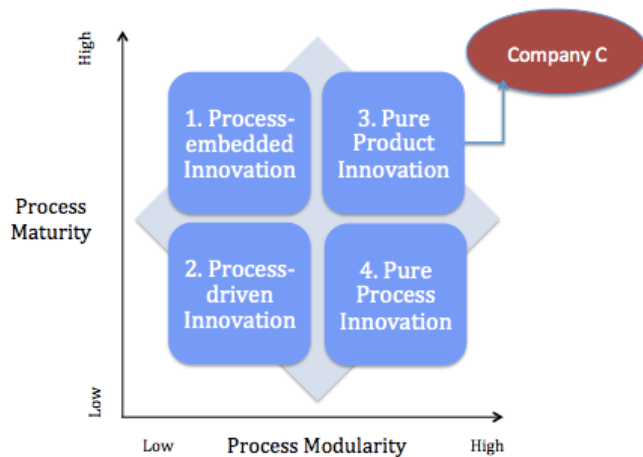 High
Company C
1. Process-
embedded
Innovation
3. Pure
Product
Innovation
Process
Maturity
2. Process-
driven
Innovation
4. Pure
Process
Innovation
Low
Low
Process Modularity
High